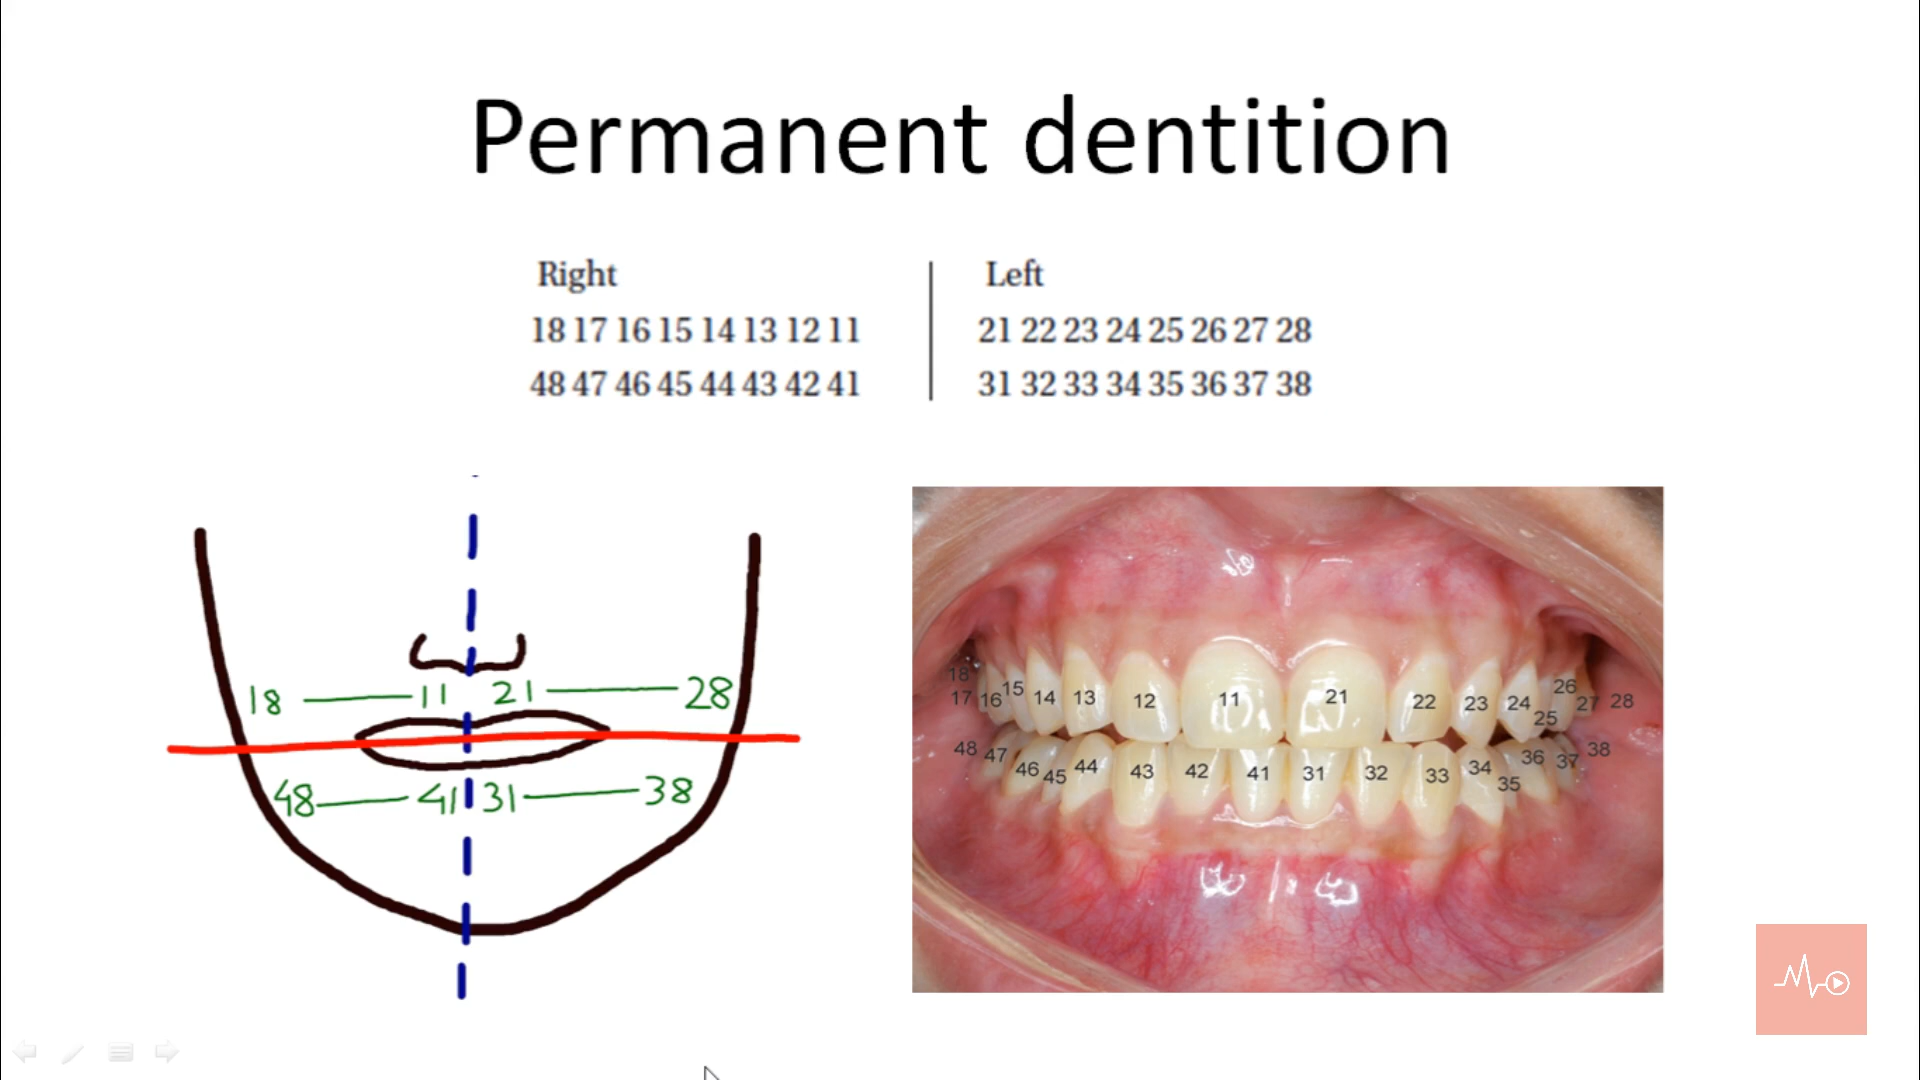 Permanent dentition
Right Left
18 17 16 15 14 13 12 11 21 22 23 24 25 26 27 28
48 47 46 45 44 43 42 41 31 32 33 34 35 36 37 38
18 11 21 28
48 41 31 38
18 17 16 15 14 13 12 11 21 22 23 24 25 26 27 28
48 47 46 45 44 43 42 41 31 32 33 34 35 36 37 38